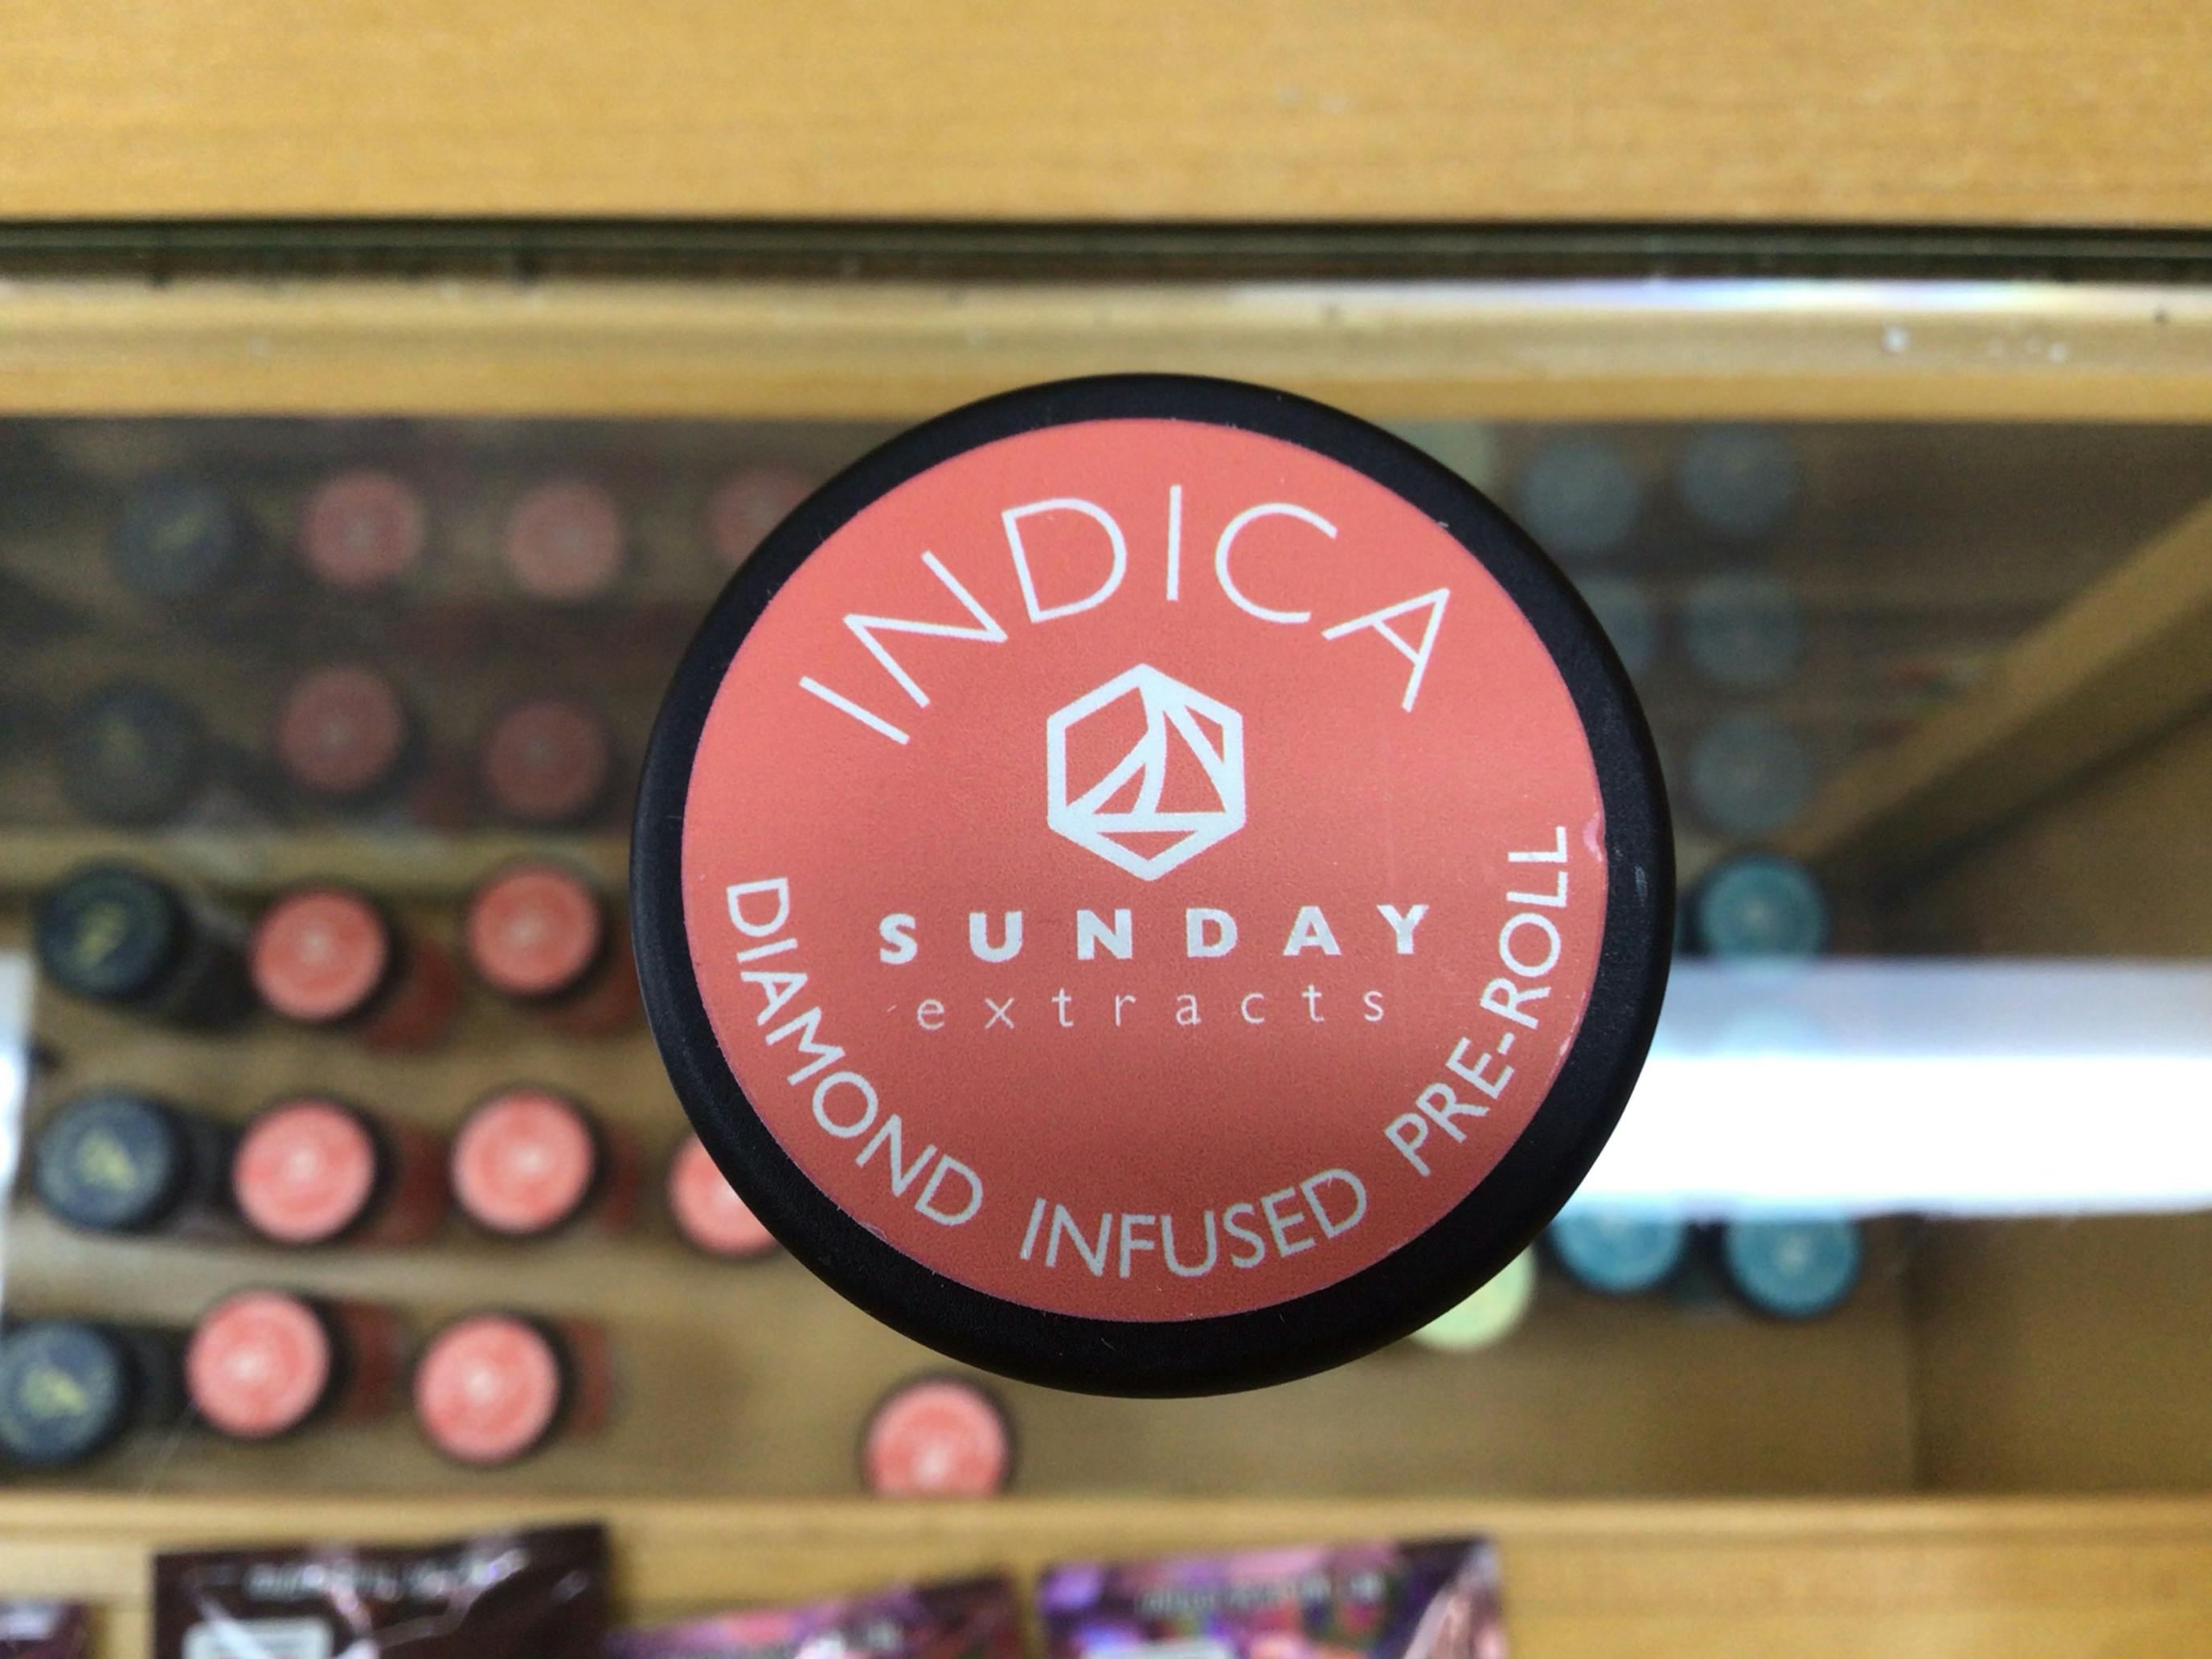 INDICA
SUNDAY
extracts
DIAMOND INFUSED PRE-ROLL